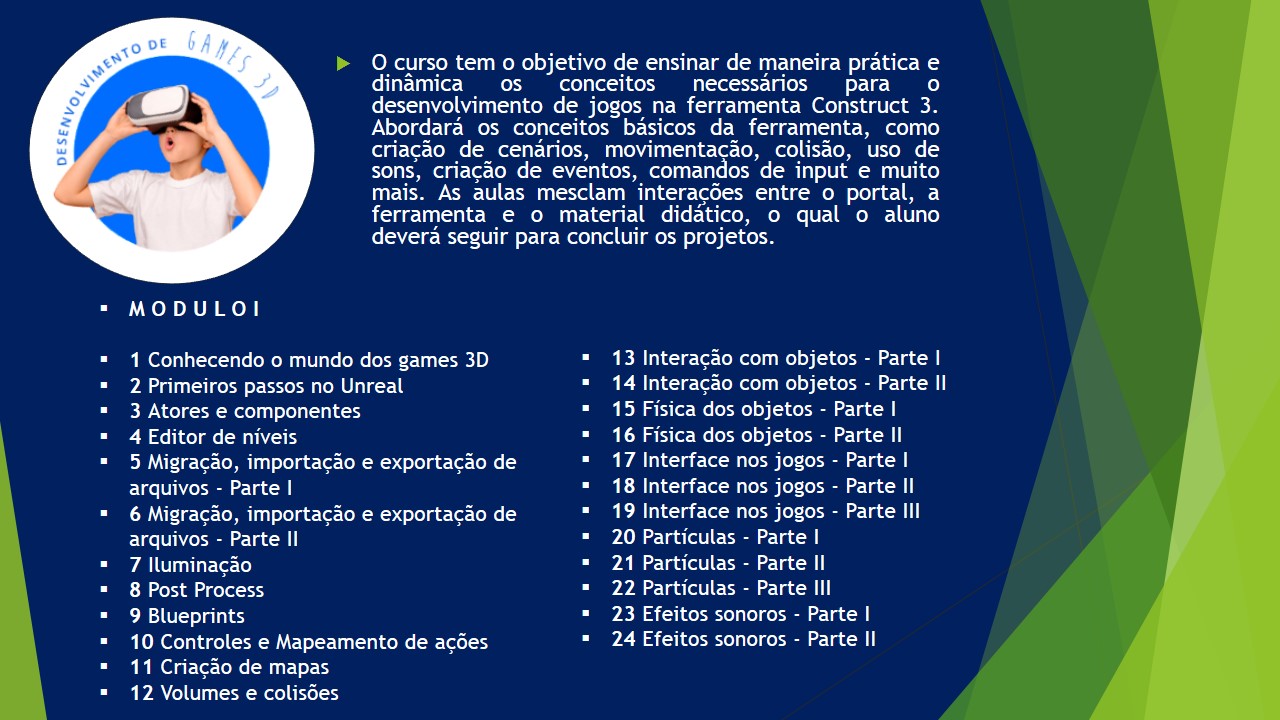 DESENVOLVIMENTO DE GAMES 3D
O curso tem o objetivo de ensinar de maneira prática e
dinâmica os conceitos necessários para o
desenvolvimento de jogos na ferramenta Construct 3.
Abordará os conceitos básicos da ferramenta, como
criação de cenários, movimentação, colisão, uso de
sons, criação de eventos, comandos de input e muito
mais. As aulas mesclam interações entre o portal, a
ferramenta e o material didático, o qual o aluno
deverá seguir para concluir os projetos.
M O D U L O I
1 Conhecendo o mundo dos games 3D
2 Primeiros passos no Unreal
3 Atores e componentes
4 Editor de níveis
5 Migração, importação e exportação de
arquivos - Parte I
6 Migração, importação e exportação de
arquivos - Parte II
7 Iluminação
8 Post Process
9 Blueprints
10 Controles e Mapeamento de ações
11 Criação de mapas
12 Volumes e colisões
13 Interação com objetos - Parte I
14 Interação com objetos - Parte II
15 Física dos objetos - Parte I
16 Física dos objetos - Parte II
17 Interface nos jogos - Parte I
18 Interface nos jogos - Parte II
19 Interface nos jogos - Parte III
20 Partículas - Parte I
21 Partículas - Parte II
22 Partículas - Parte III
23 Efeitos sonoros - Parte I
24 Efeitos sonoros - Parte II